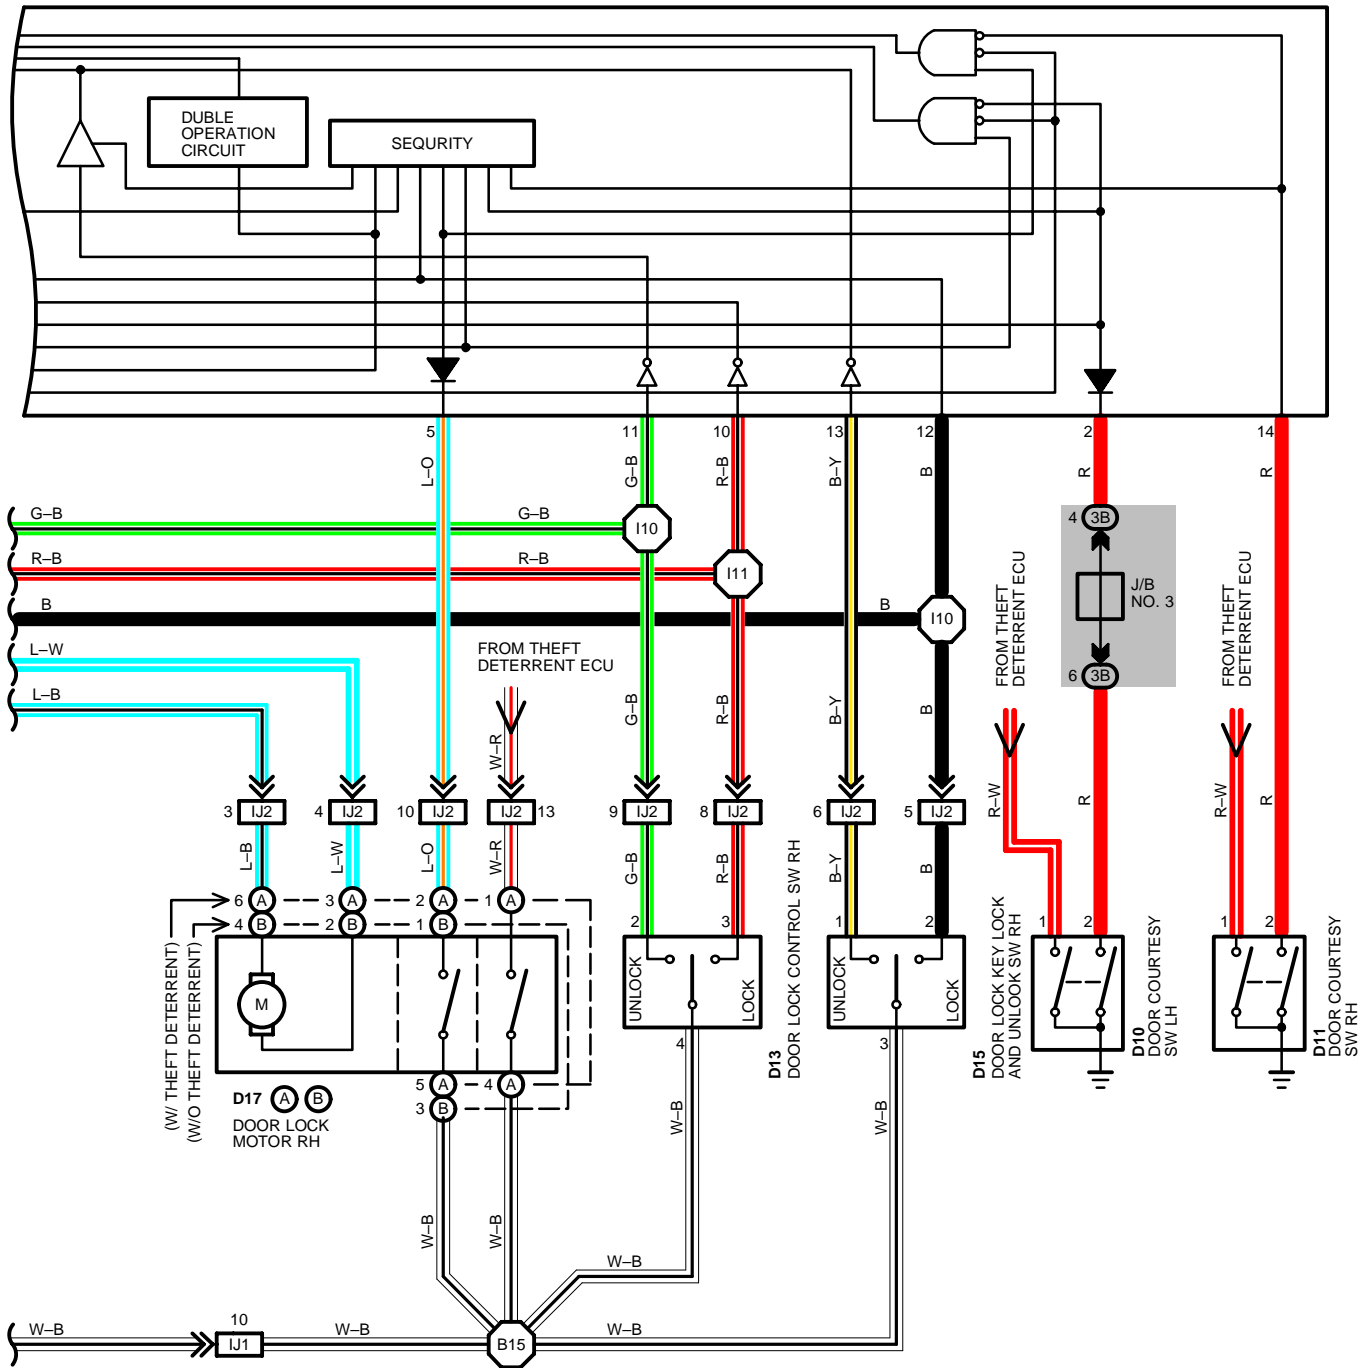 DUBLE
OPERATION
CIRCUIT
SEQURITY
5
11
10
13
12
2
14
L–O
G–B
R–B
B–Y
B
R
R
G–B
G–B
I10
4
3B
R–B
R–B
I11
J/B
NO. 3
B
B
I10
L–W
FROM THEFT
DETERRENT ECU
FROM THEFT
DETERRENT ECU
FROM THEFT
DETERRENT ECU
6
3B
L–B
W–R
G–B
R–B
B–Y
B
3
IJ2
4
IJ2
10
IJ2
IJ2
13
9
IJ2
8
IJ2
6
IJ2
5
IJ2
R–W
R
R–W
R
L–B
L–W
L–O
W–R
G–B
R–B
B–Y
B
6
A
3
A
2
A
1
A
4
B
2
B
1
B
2
3
1
2
1
2
1
2
(W/ THEFT DETERRENT)
(W/O THEFT DETERRENT)
M
UNLOCK
LOCK
UNLOCK
LOCK
4
3
D13
DOOR LOCK CONTROL SW RH
D15
DOOR LOCK KEY LOCK
AND UNLOOK SW RH
D10
DOOR COURTESY
SW LH
D11
DOOR COURTESY
SW RH
5
A
4
A
3
B
D17
A
B
DOOR LOCK
MOTOR RH
W–B
W–B
W–B
W–B
W–B
10
W–B
IJ1
W–B
B15
W–B